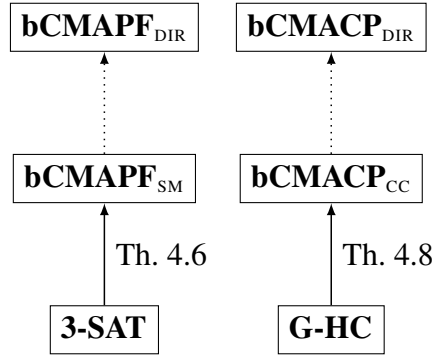 bCMAPF_DIR bCMACP_DIR
bCMAPF_SM bCMACP_CC
Th. 4.6 Th. 4.8
3-SAT G-HC